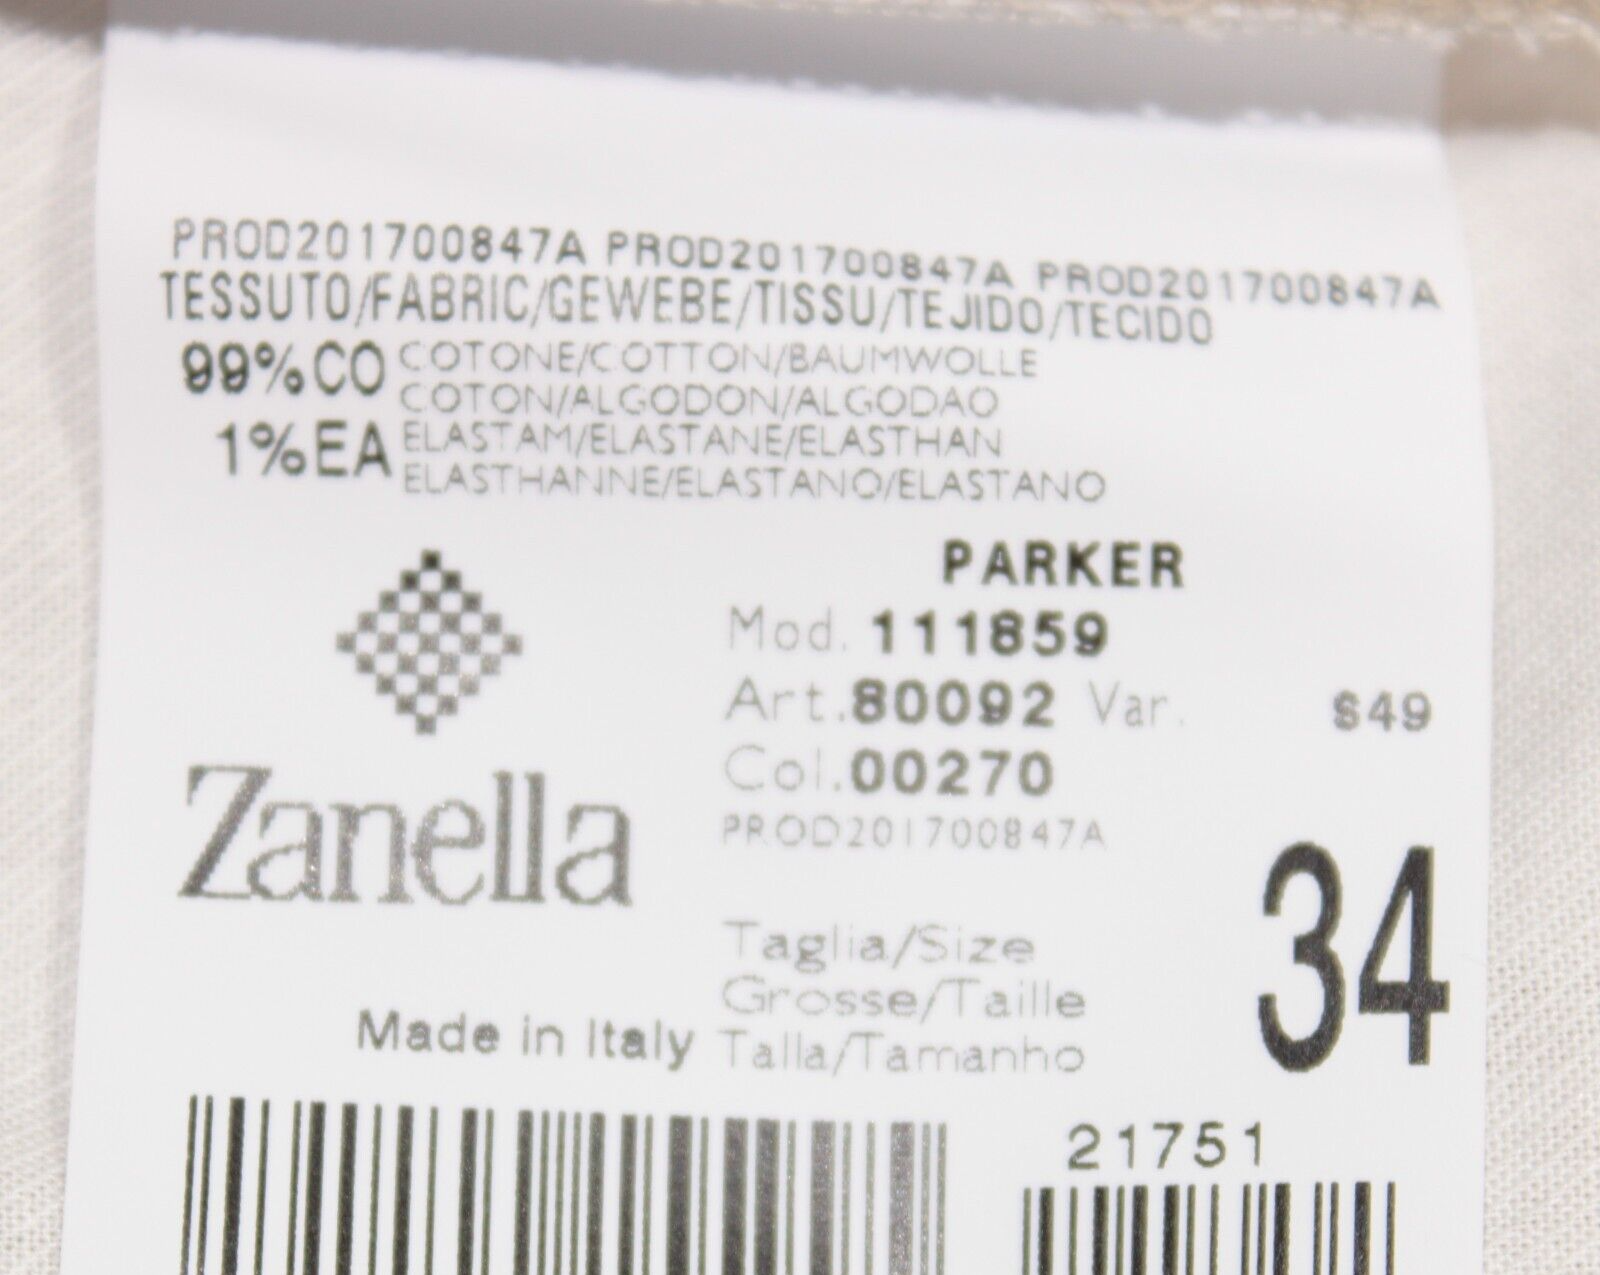 PROD201700847A PROD201700847A PROD201700847A
TESSUTO/FABRIC/GEWEBE/TISSU/TEJIDO/TECIDO
99%CO COTONE/COTTON/BAUMWOLLE
COTON/ALGODON/ALGODAO
1%EA ELASTAM/ELASTANE/ELASTHAN
ELASTHANNE/ELASTANO/ELASTANO
PARKER
Mod. 111859
Art.80092 Var. S49
Col.00270
PROD201700847A
Zanella
Taglia/Size
Grosse/Taille
Talla/Tamanho
34
Made in Italy
21751